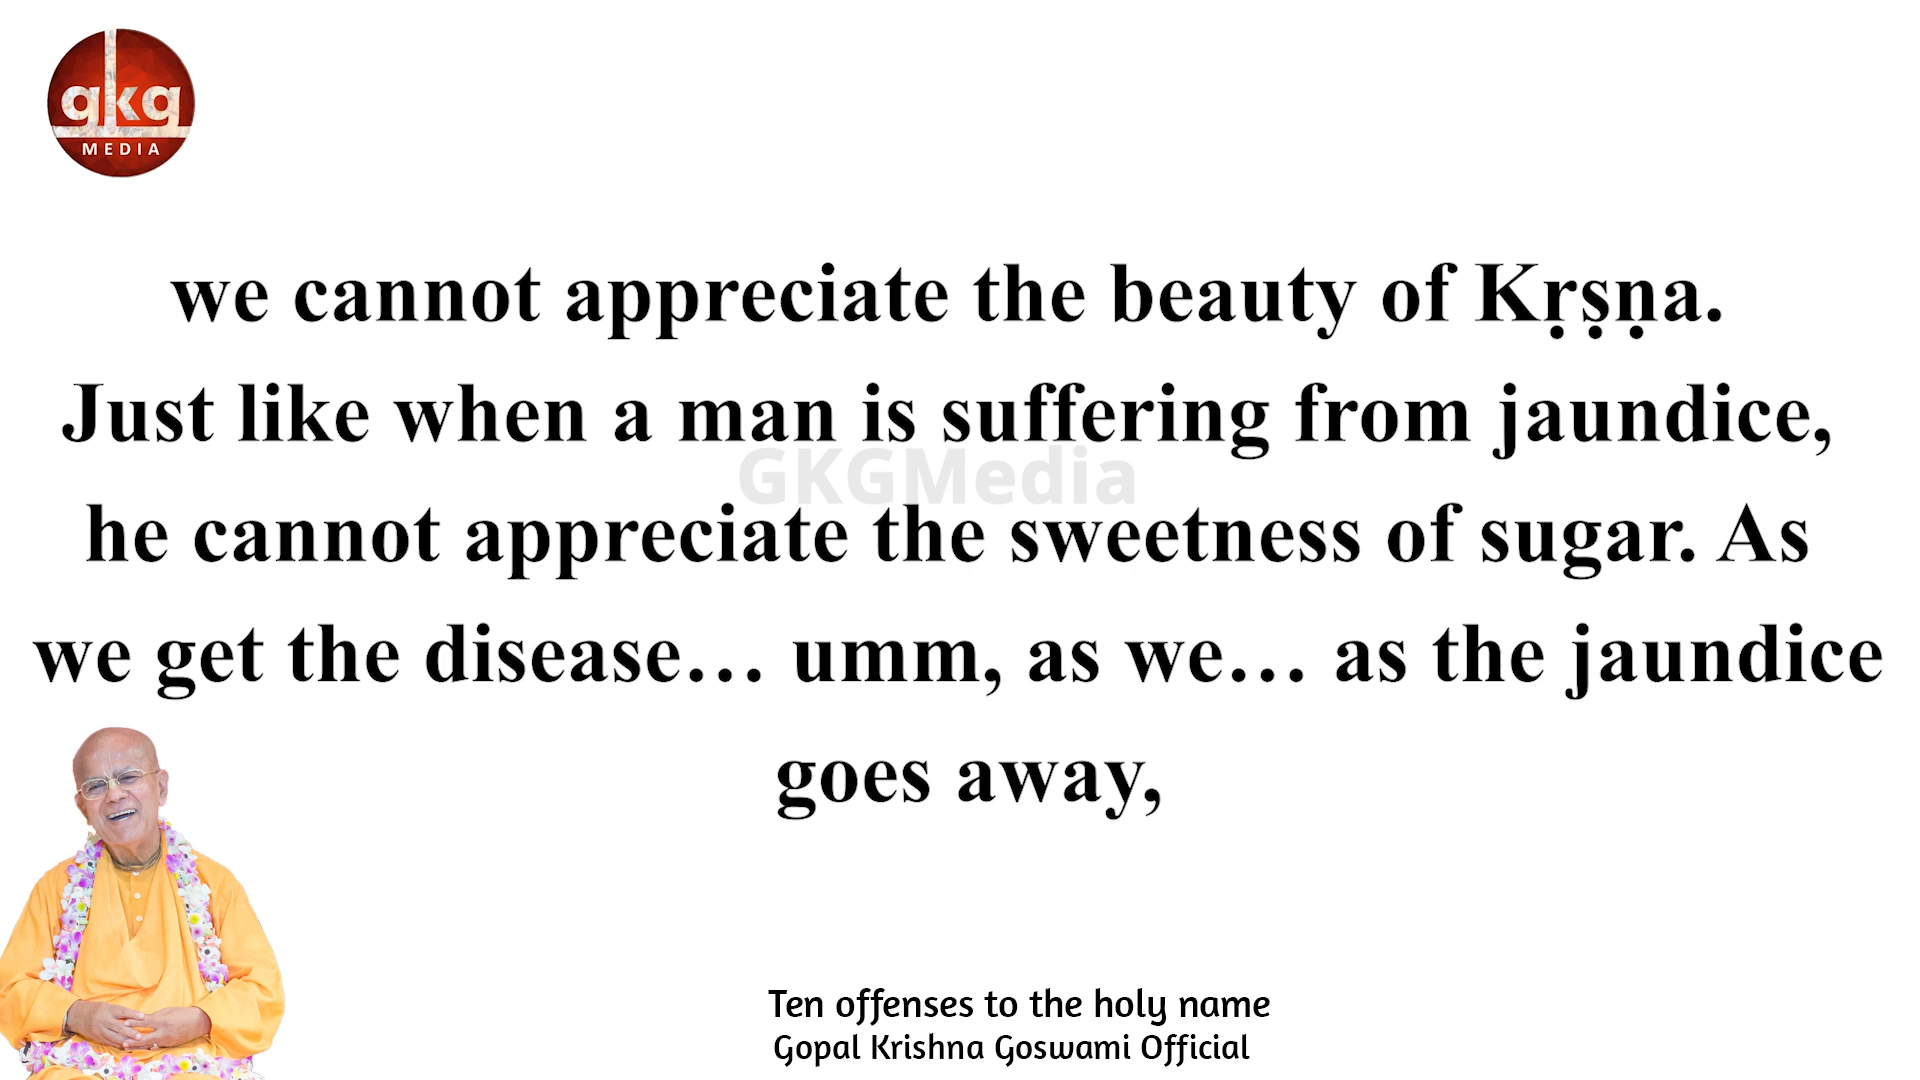 gkg
MEDIA
we cannot appreciate the beauty of Kṛṣṇa.
Just like when a man is suffering from jaundice,
GKGMedia
he cannot appreciate the sweetness of sugar. As
we get the disease… umm, as we… as the jaundice
goes away,
Ten offenses to the holy name
Gopal Krishna Goswami Official